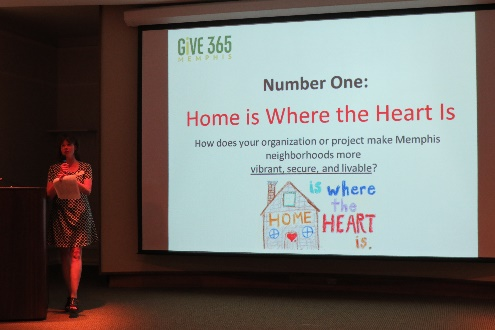 GiVE 365
MEMPHIS
Number One:
Home is Where the Heart Is
How does your organization or project make Memphis
neighborhoods more
vibrant, secure, and livable?
is where
the
HOME
HEART
is.